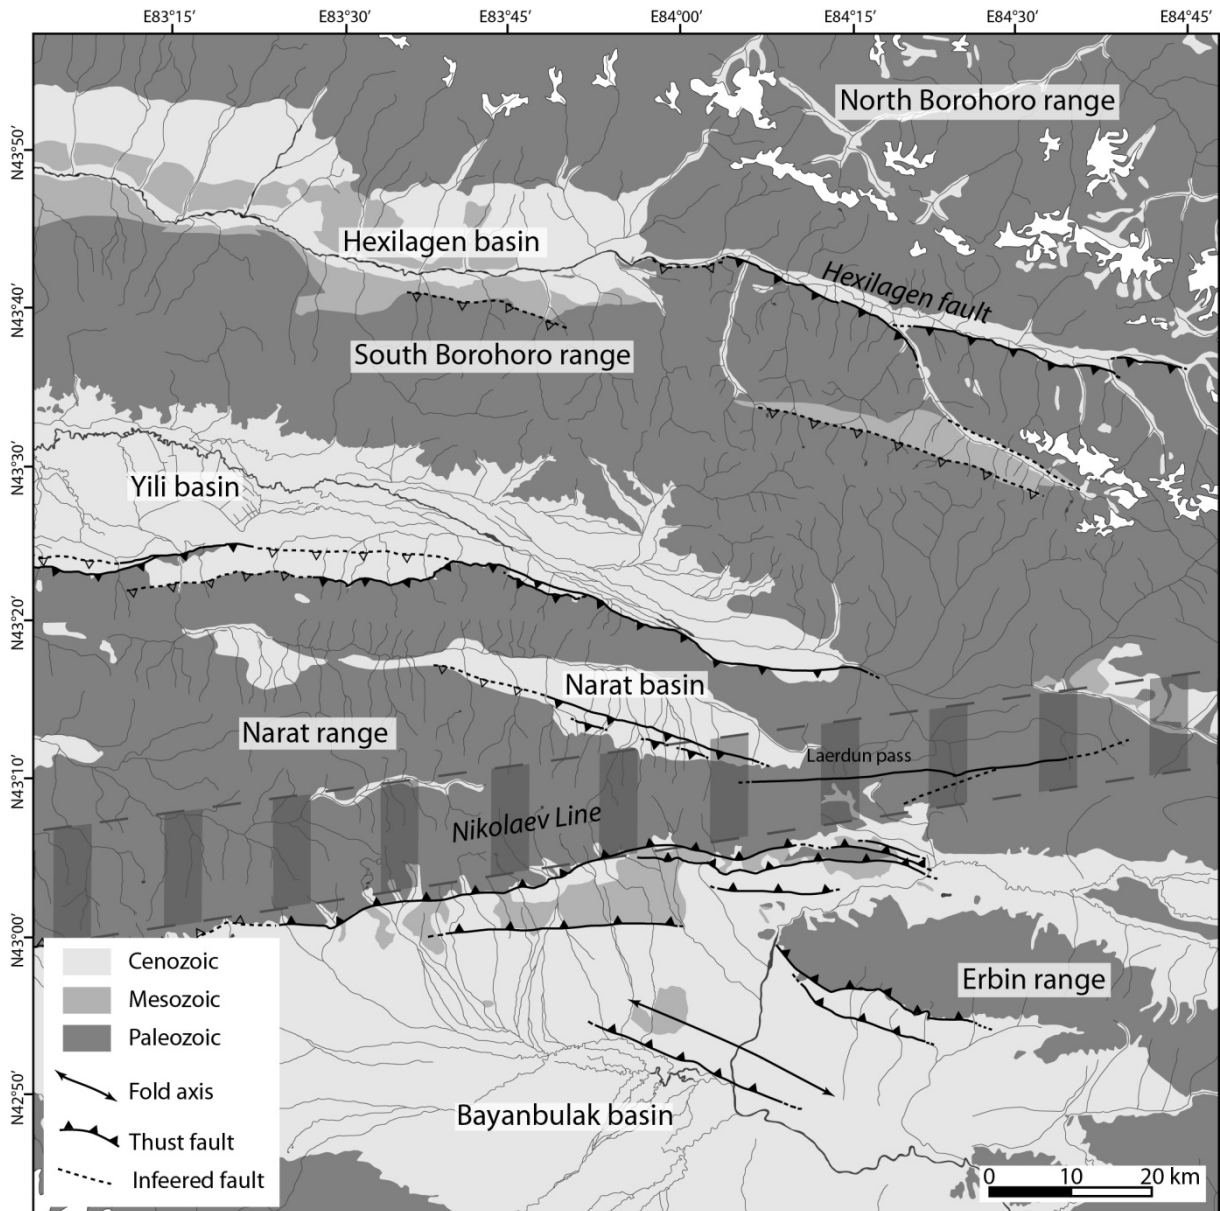 E83°15′ E83°30′ E83°45′ E84°00′ E84°15′ E84°30′ E84°45′
North Borohoro range
N43°50′
Hexilagen basin
Hexilagen fault
N43°40′
South Borohoro range
N43°30′
Yili basin
N43°20′
Narat basin
Narat range
Laerdun pass
N43°10′
Nikolaev Line
N43°00′
Cenozoic
Mesozoic
Paleozoic
Fold axis
Thust fault
Infeered fault
Erbin range
N42°50′
Bayanbulak basin
0 10 20 km